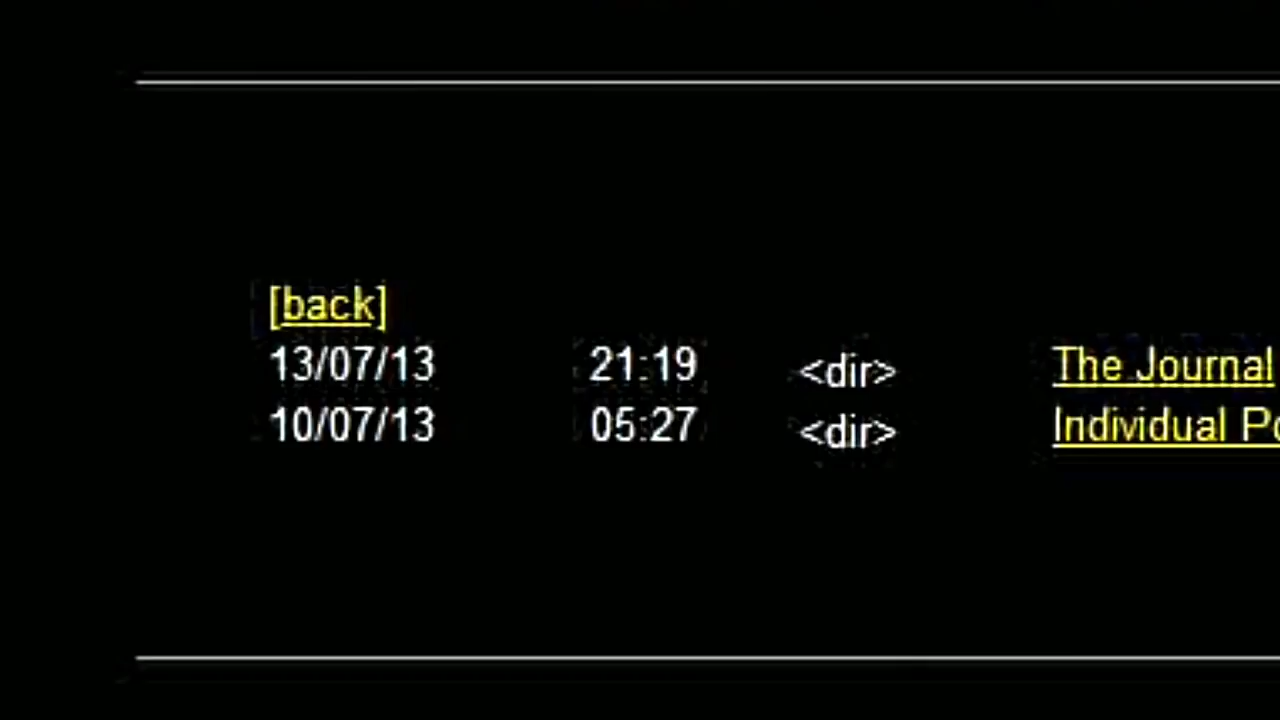 [back]
13/07/13 21:19 <dir> The Journal
10/07/13 05:27 <dir> Individual